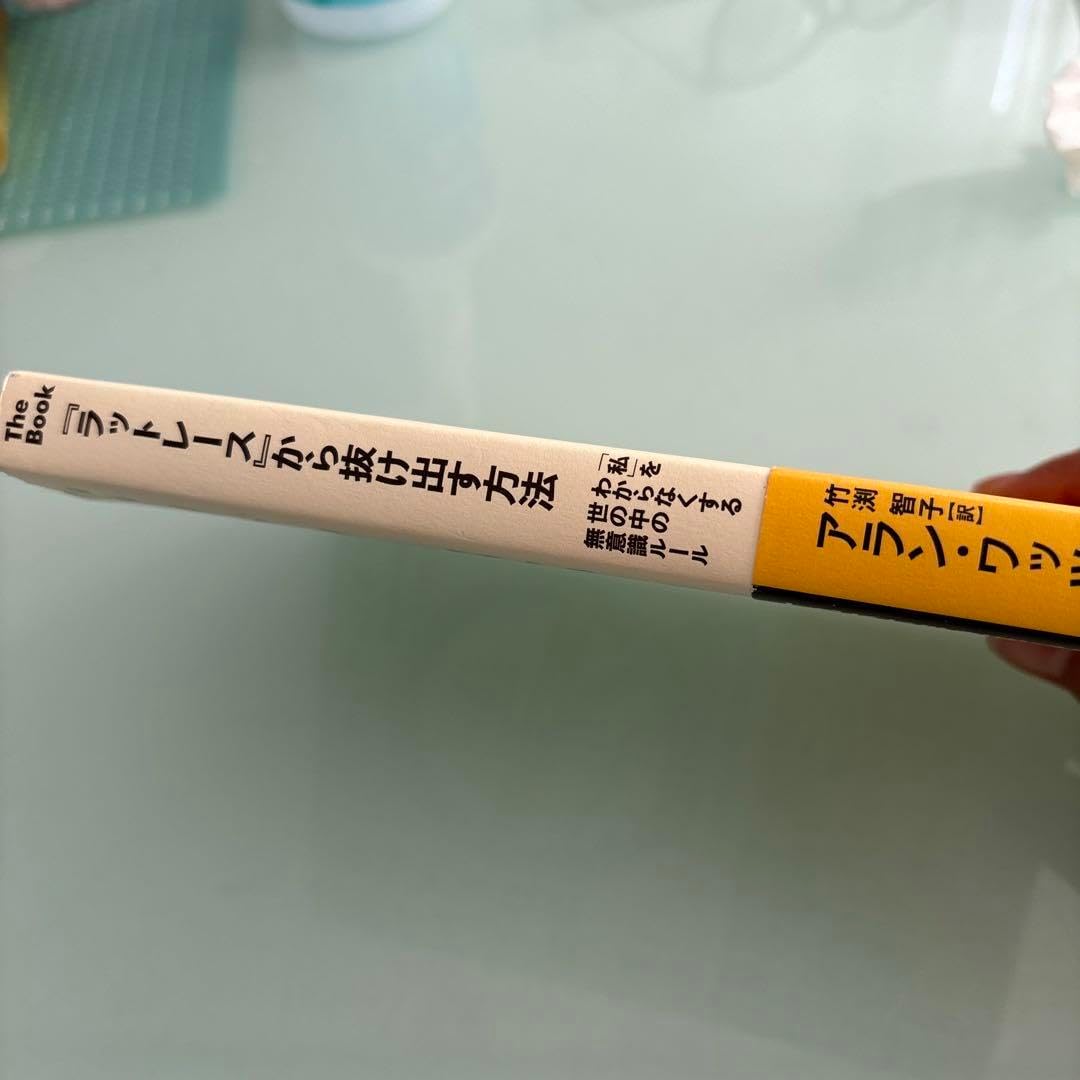 The
Book
『ラットレース』から抜け出す方法
「私」を
わからなくする
世の中の
無意識ルール
竹渕 智子[訳]
アラン・ワッツ